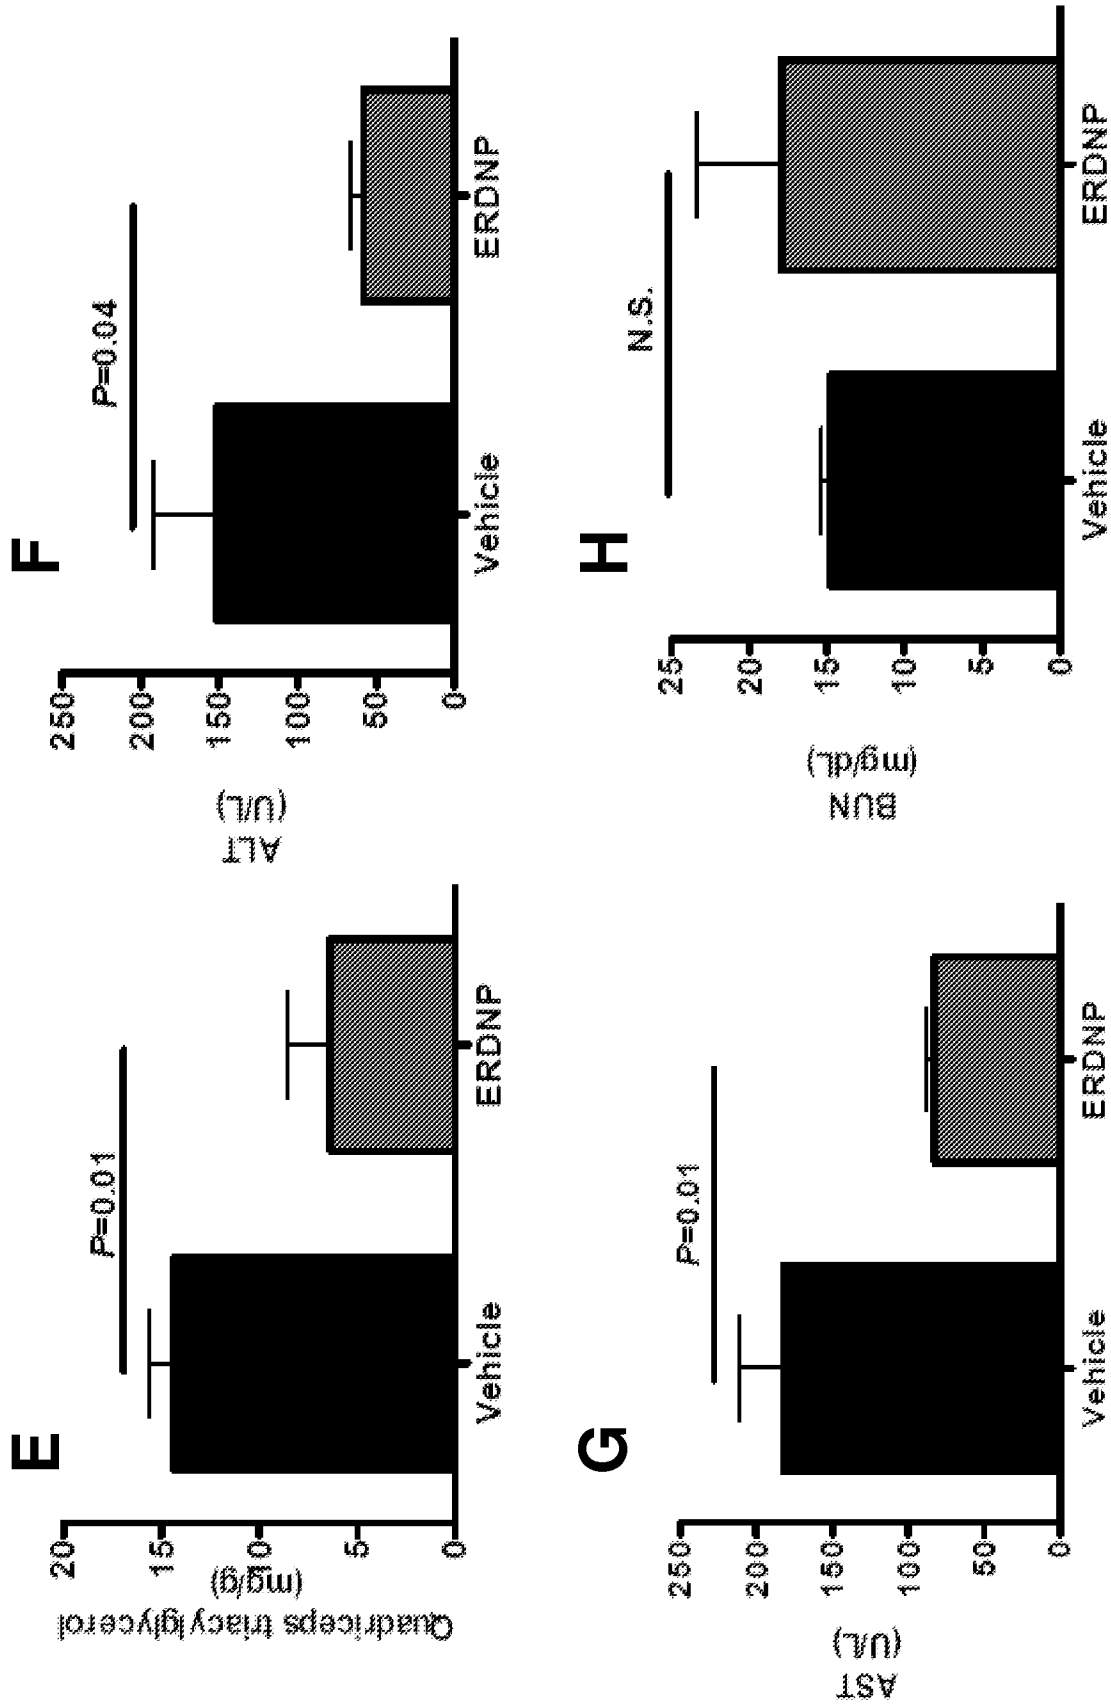 E
Quadriceps triacylglycerol
(mg/g)
20
15
10
5
0
P=0.01
Vehicle
ERDNP
F
ALT
(U/L)
250
200
150
100
50
0
P=0.04
Vehicle
ERDNP
G
AST
(U/L)
250
200
150
100
50
0
P=0.01
Vehicle
ERDNP
H
BUN
(mg/dL)
25
20
15
10
5
0
N.S.
Vehicle
ERDNP